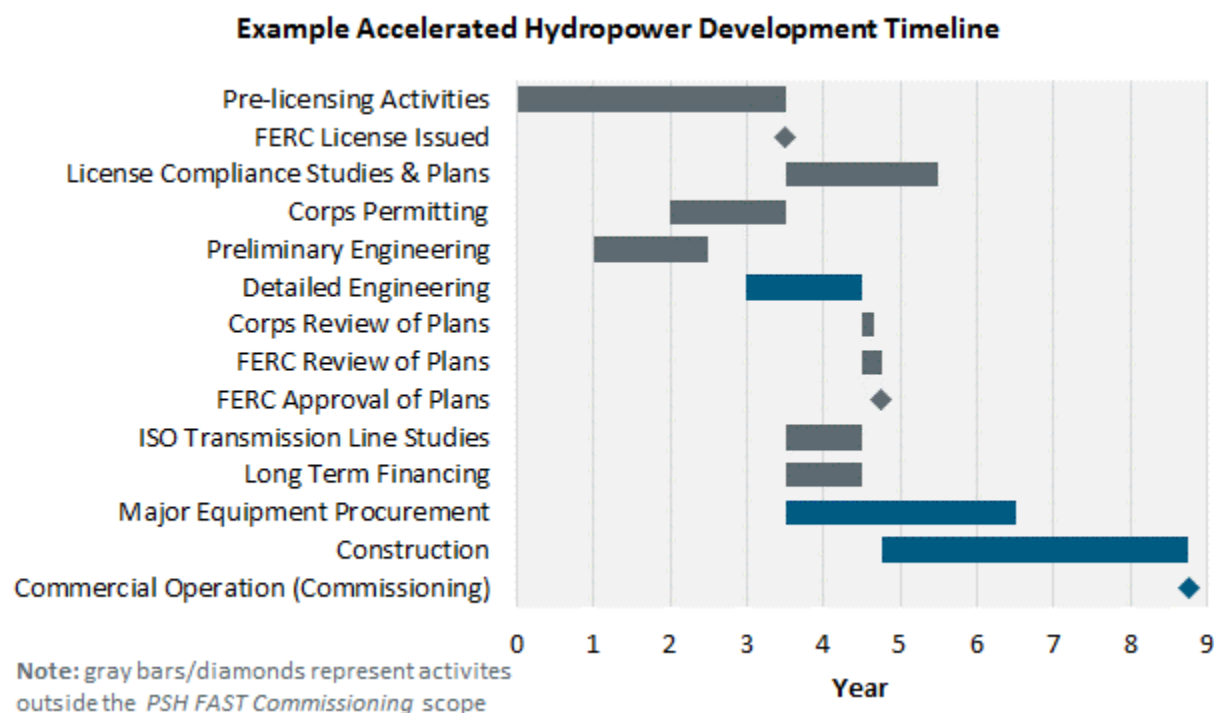 Example Accelerated Hydropower Development Timeline
Pre-licensing Activities
FERC License Issued
License Compliance Studies & Plans
Corps Permitting
Preliminary Engineering
Detailed Engineering
Corps Review of Plans
FERC Review of Plans
FERC Approval of Plans
ISO Transmission Line Studies
Long Term Financing
Major Equipment Procurement
Construction
Commercial Operation (Commissioning)
0 1 2 3 4 5 6 7 8 9
Year
Note: gray bars/diamonds represent activites
outside the PSH FAST Commissioning scope